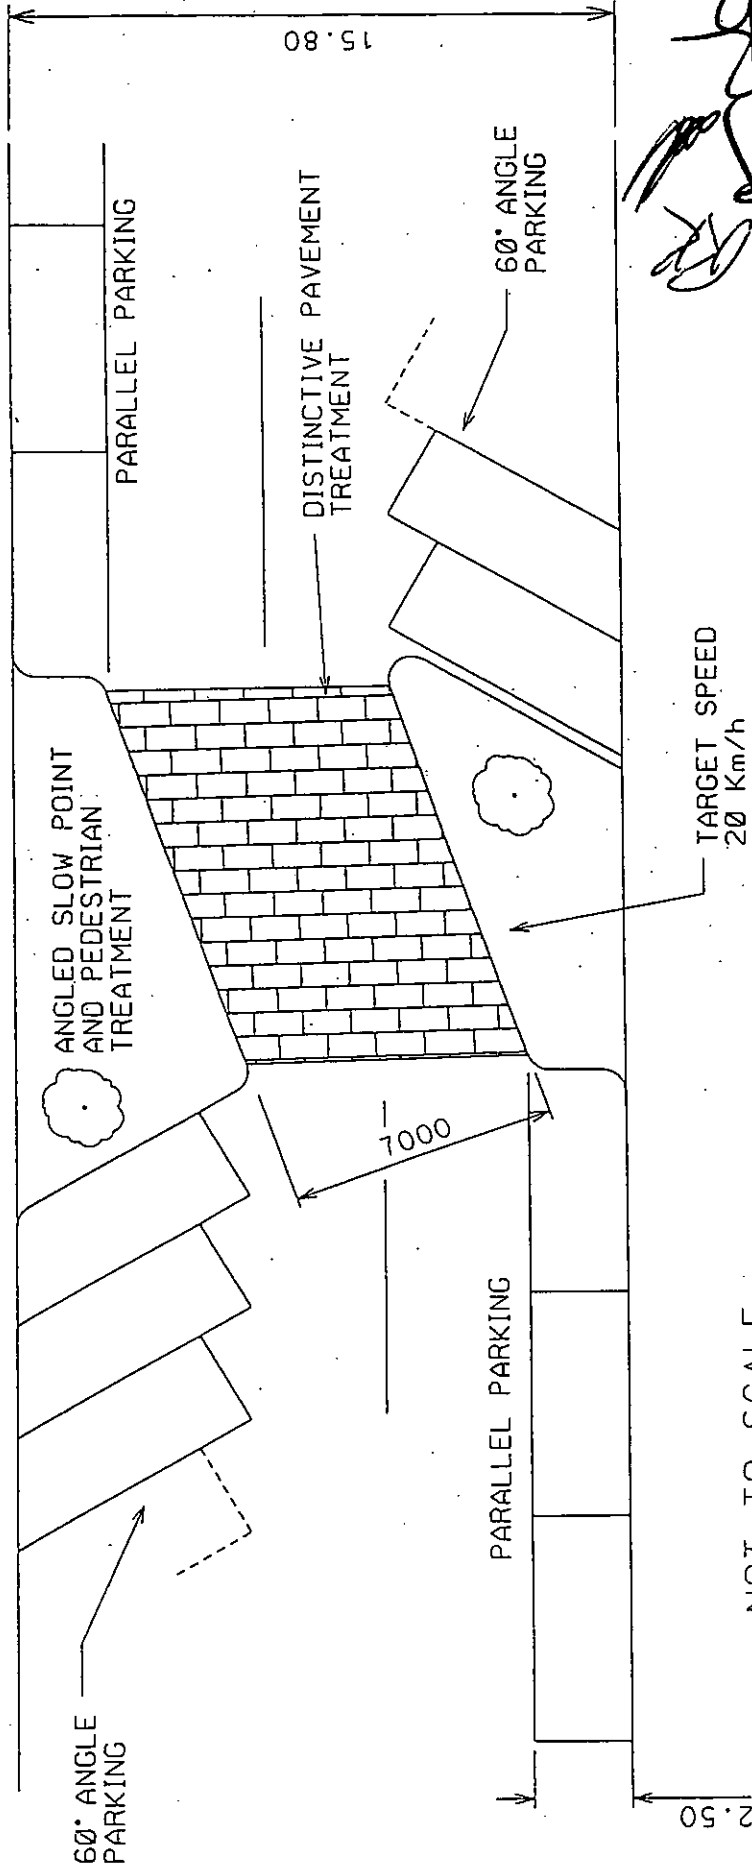 15.80
PARALLEL PARKING
60° ANGLE
PARKING
DISTINCTIVE PAVEMENT
TREATMENT
ANGLED SLOW POINT
AND PEDESTRIAN
TREATMENT
TARGET SPEED
20 Km/h
7000
PARALLEL PARKING
60° ANGLE
PARKING
2.50
NOT TO SCALE